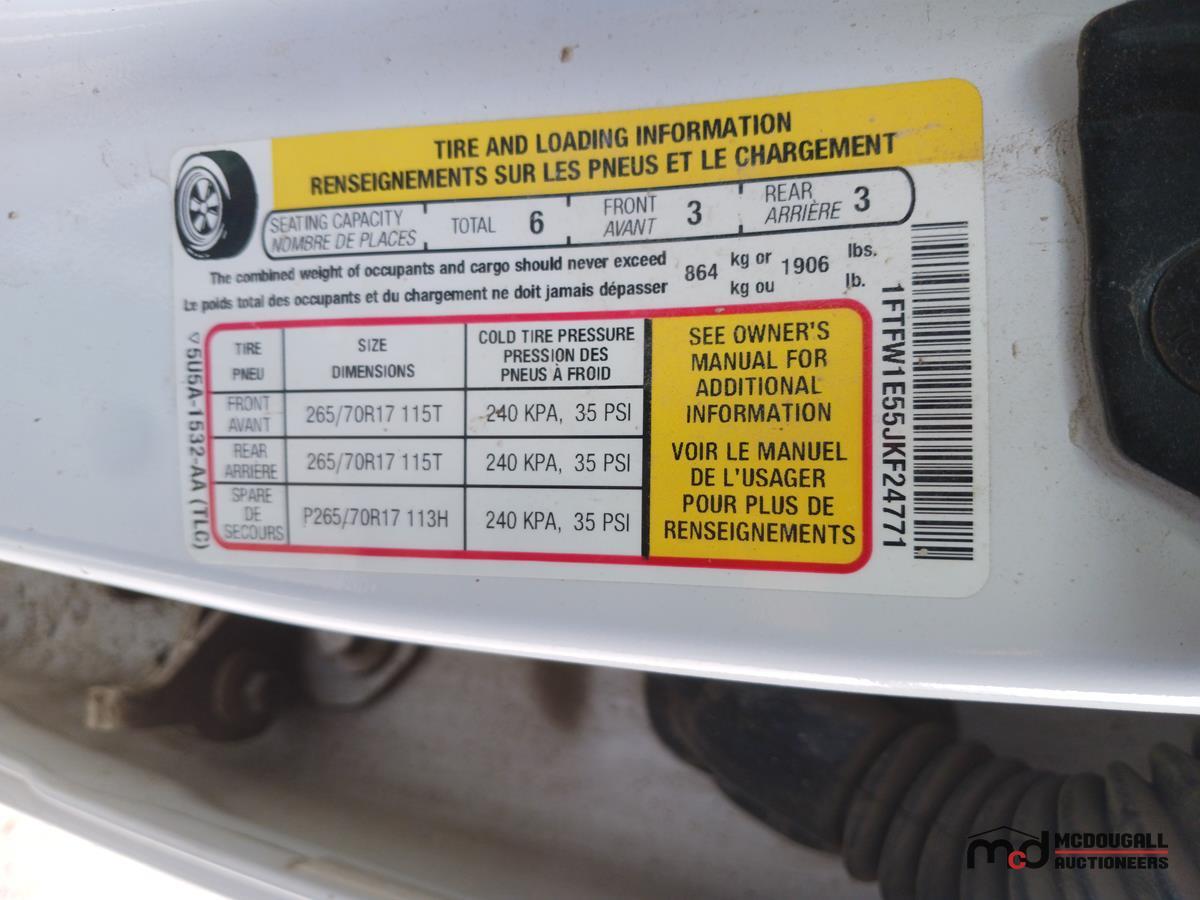 TIRE AND LOADING INFORMATION
RENSEIGNEMENTS SUR LES PNEUS ET LE CHARGEMENT
SEATING CAPACITY TOTAL 6 FRONT 3 REAR 3
NOMBRE DE PLACES AVANT ARRIÈRE
The combined weight of occupants and cargo should never exceed 864 kg or 1906 lbs.
Le poids total des occupants et du chargement ne doit jamais dépasser kg ou lb.
TIRE SIZE COLD TIRE PRESSURE
PNEU DIMENSIONS PRESSION DES
PNEUS À FROID
FRONT
AVANT 265/70R17 115T 240 KPA, 35 PSI
REAR
ARRIÈRE 265/70R17 115T 240 KPA, 35 PSI
SPARE
DE
SECOURS P265/70R17 113H 240 KPA, 35 PSI
SEE OWNER'S
MANUAL FOR
ADDITIONAL
INFORMATION
VOIR LE MANUEL
DE L'USAGER
POUR PLUS DE
RENSEIGNEMENTS
5U5A-1532-AA (TLC)
1FTFW1E55JKF24771
mcd MCDOUGALL
AUCTIONEERS